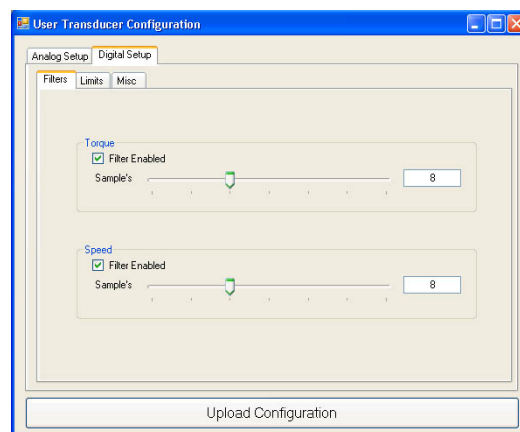 User Transducer Configuration
Analog Setup Digital Setup
Filters Limits Misc
Torque
Filter Enabled
Sample's 8
Speed
Filter Enabled
Sample's 8
Upload Configuration